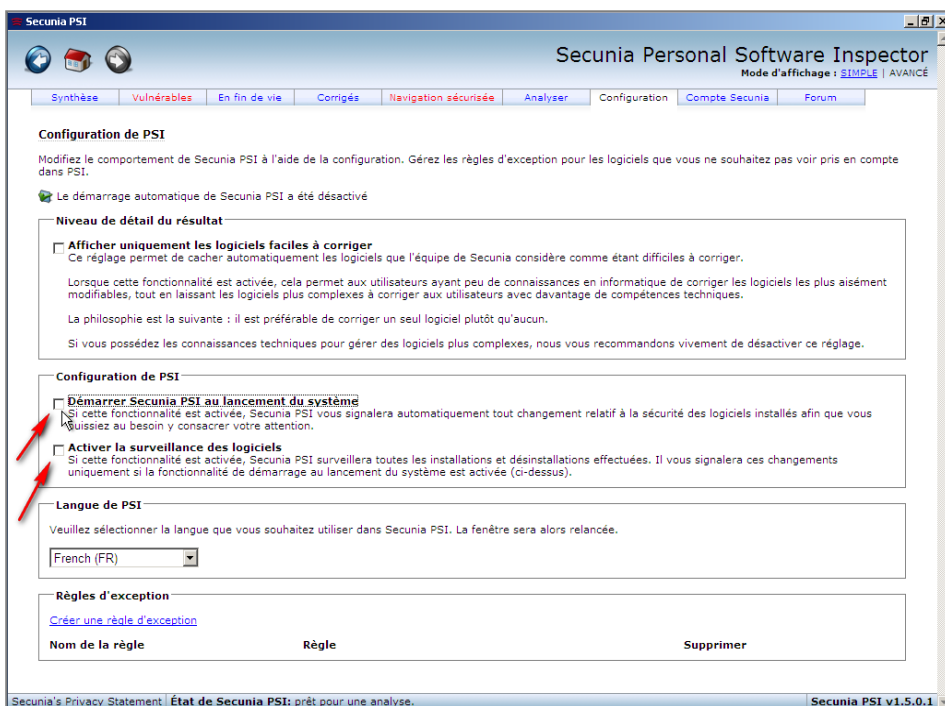 Secunia PSI
Secunia Personal Software Inspector
Mode d'affichage : SIMPLE | AVANCÉ
Synthèse Vulnérables En fin de vie Corrigés Navigation sécurisée Analyser Configuration Compte Secunia Forum
Configuration de PSI
Modifiez le comportement de Secunia PSI à l'aide de la configuration. Gérez les règles d'exception pour les logiciels que vous ne souhaitez pas voir pris en compte
dans PSI.
Le démarrage automatique de Secunia PSI a été désactivé
Niveau de détail du résultat
Afficher uniquement les logiciels faciles à corriger
Ce réglage permet de cacher automatiquement les logiciels que l'équipe de Secunia considère comme étant difficiles à corriger.
Lorsque cette fonctionnalité est activée, cela permet aux utilisateurs ayant peu de connaissances en informatique de corriger les logiciels les plus aisément
modifiables, tout en laissant les logiciels plus complexes à corriger aux utilisateurs avec davantage de compétences techniques.
La philosophie est la suivante : il est préférable de corriger un seul logiciel plutôt qu'aucun.
Si vous possédez les connaissances techniques pour gérer des logiciels plus complexes, nous vous recommandons vivement de désactiver ce réglage.
Configuration de PSI
Démarrer Secunia PSI au lancement du système
Si cette fonctionnalité est activée, Secunia PSI vous signalera automatiquement tout changement relatif à la sécurité des logiciels installés afin que vous
puissiez au besoin y consacrer votre attention.
Activer la surveillance des logiciels
Si cette fonctionnalité est activée, Secunia PSI surveillera toutes les installations et désinstallations effectuées. Il vous signalera ces changements
uniquement si la fonctionnalité de démarrage au lancement du système est activée (ci-dessus).
Langue de PSI
Veuillez sélectionner la langue que vous souhaitez utiliser dans Secunia PSI. La fenêtre sera alors relancée.
French (FR)
Règles d'exception
Créer une règle d'exception
Nom de la règle Règle Supprimer
Secunia's Privacy Statement État de Secunia PSI: prêt pour une analyse. Secunia PSI v1.5.0.1